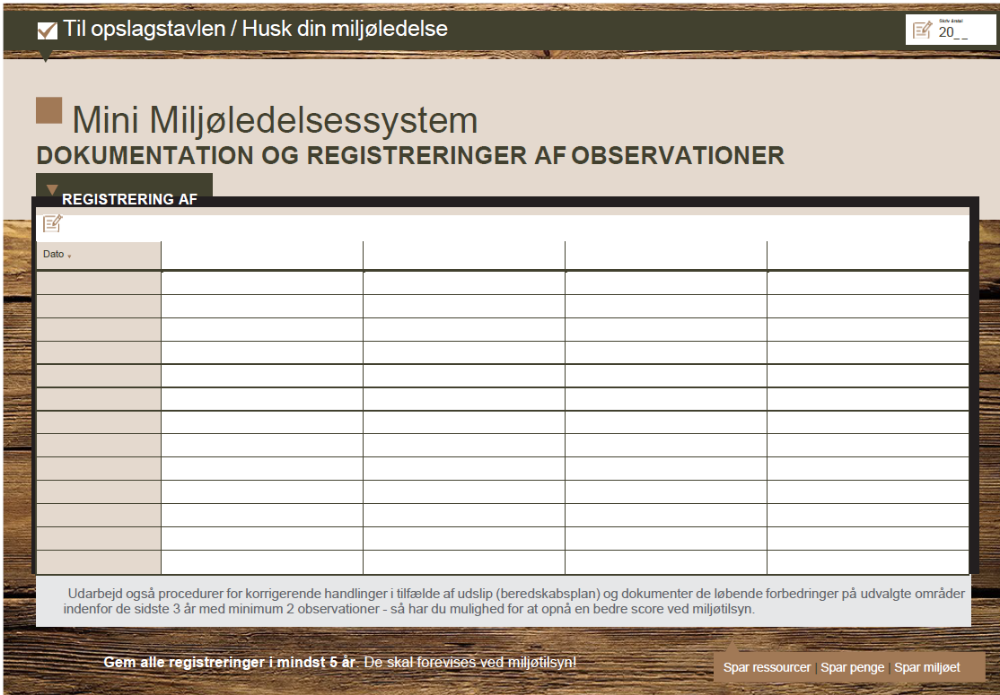 Til opslagstavlen / Husk din miljøledelse
Skriv årstal
20_ _
Mini Miljøledelsessystem
DOKUMENTATION OG REGISTRERINGER AF OBSERVATIONER
REGISTRERING AF
Dato
Udarbejd også procedurer for korrigerende handlinger i tilfælde af udslip (beredskabsplan) og dokumenter de løbende forbedringer på udvalgte områder
indenfor de sidste 3 år med minimum 2 observationer - så har du mulighed for at opnå en bedre score ved miljøtilsyn.
Gem alle registreringer i mindst 5 år. De skal forevises ved miljøtilsyn!
Spar ressourcer | Spar penge | Spar miljøet